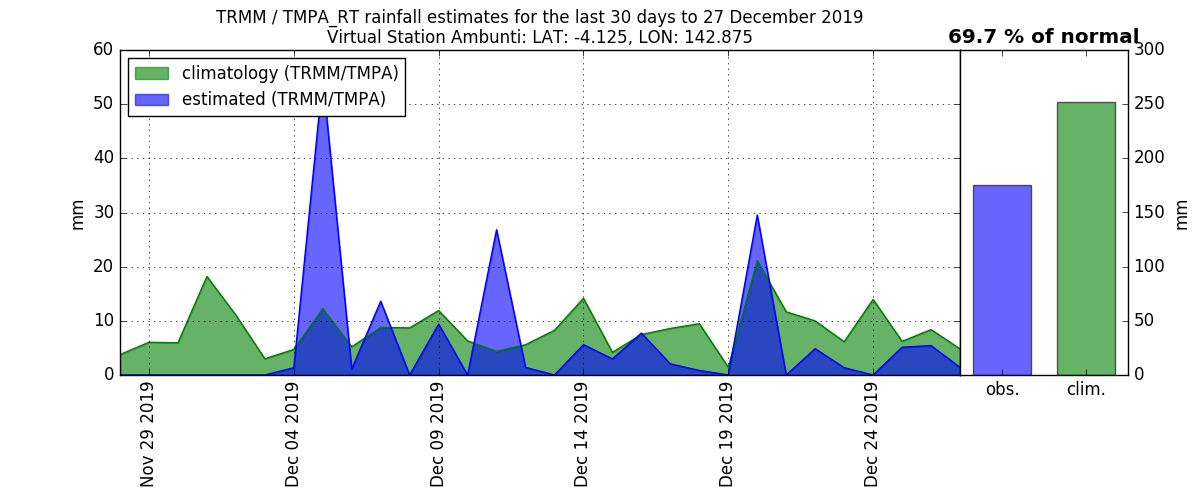 TRMM / TMPA_RT rainfall estimates for the last 30 days to 27 December 2019
Virtual Station Ambunti: LAT: -4.125, LON: 142.875
69.7 % of normal
climatology (TRMM/TMPA)
estimated (TRMM/TMPA)
60
50
40
30
20
10
0
mm
300
250
200
150
100
50
0
mm
Nov 29 2019
Dec 04 2019
Dec 09 2019
Dec 14 2019
Dec 19 2019
Dec 24 2019
obs.
clim.